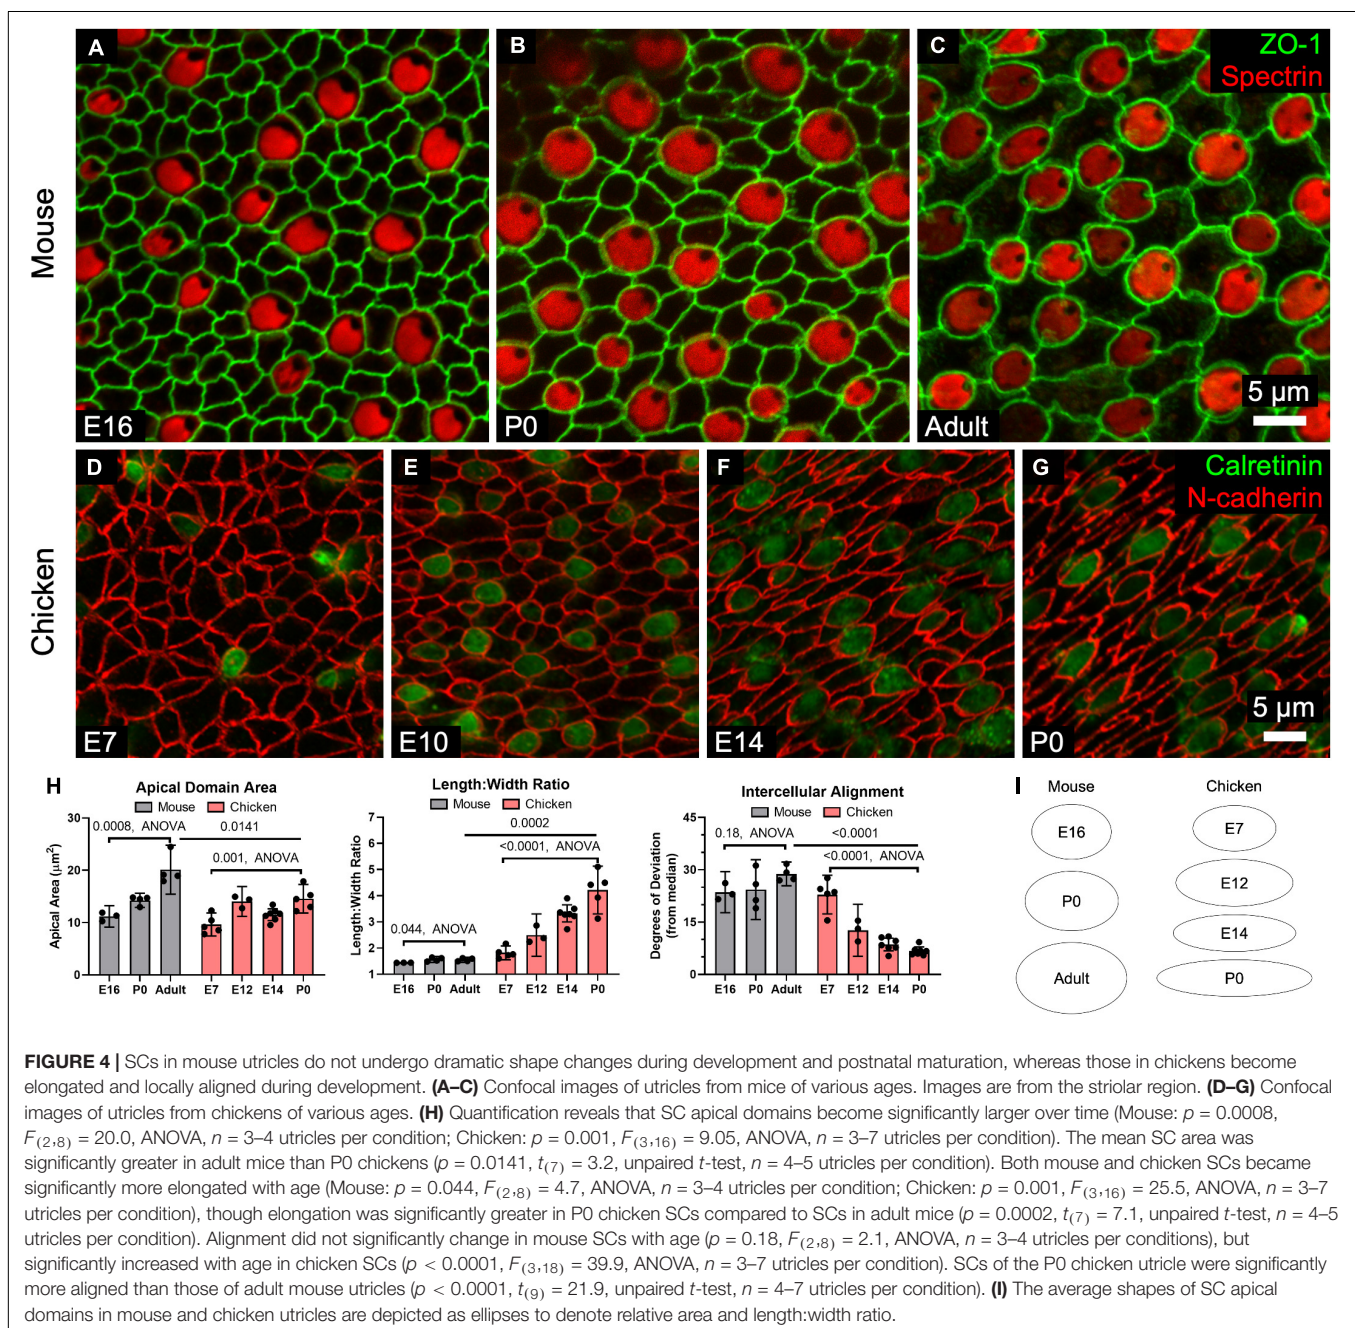 A
B
C
ZO-1
Spectrin
Mouse
E16
P0
Adult
5 µm
D
E
F
G
Calretinin
N-cadherin
Chicken
E7
E10
E14
P0
5 µm
H
Apical Domain Area
Mouse Chicken
0.0008, ANOVA
0.0141
0.001, ANOVA
Apical Area (µm²)
30
20
10
0
E16 P0 Adult E7 E12 E14 P0
Length:Width Ratio
Mouse Chicken
0.0002
<0.0001, ANOVA
0.044, ANOVA
Length:Width Ratio
7
6
5
4
3
2
1
E16 P0 Adult E7 E12 E14 P0
Intercellular Alignment
Mouse Chicken
0.18, ANOVA
<0.0001
<0.0001, ANOVA
Degrees of Deviation
(from median)
45
30
15
0
E16 P0 Adult E7 E12 E14 P0
I
Mouse
Chicken
E16
P0
Adult
E7
E12
E14
P0
FIGURE 4 | SCs in mouse utricles do not undergo dramatic shape changes during development and postnatal maturation, whereas those in chickens become
elongated and locally aligned during development. (A–C) Confocal images of utricles from mice of various ages. Images are from the striolar region. (D–G) Confocal
images of utricles from chickens of various ages. (H) Quantification reveals that SC apical domains become significantly larger over time (Mouse: p = 0.0008,
F(2,8) = 20.0, ANOVA, n = 3–4 utricles per condition; Chicken: p = 0.001, F(3,16) = 9.05, ANOVA, n = 3–7 utricles per condition). The mean SC area was
significantly greater in adult mice than P0 chickens (p = 0.0141, t(7) = 3.2, unpaired t-test, n = 4–5 utricles per condition). Both mouse and chicken SCs became
significantly more elongated with age (Mouse: p = 0.044, F(2,8) = 4.7, ANOVA, n = 3–4 utricles per condition; Chicken: p = 0.001, F(3,16) = 25.5, ANOVA, n = 3–7
utricles per condition), though elongation was significantly greater in P0 chicken SCs compared to SCs in adult mice (p = 0.0002, t(7) = 7.1, unpaired t-test, n = 4–5
utricles per condition). Alignment did not significantly change in mouse SCs with age (p = 0.18, F(2,8) = 2.1, ANOVA, n = 3–4 utricles per conditions), but
significantly increased with age in chicken SCs (p < 0.0001, F(3,18) = 39.9, ANOVA, n = 3–7 utricles per condition). SCs of the P0 chicken utricle were significantly
more aligned than those of adult mouse utricles (p < 0.0001, t(9) = 21.9, unpaired t-test, n = 4–7 utricles per condition). (I) The average shapes of SC apical
domains in mouse and chicken utricles are depicted as ellipses to denote relative area and length:width ratio.